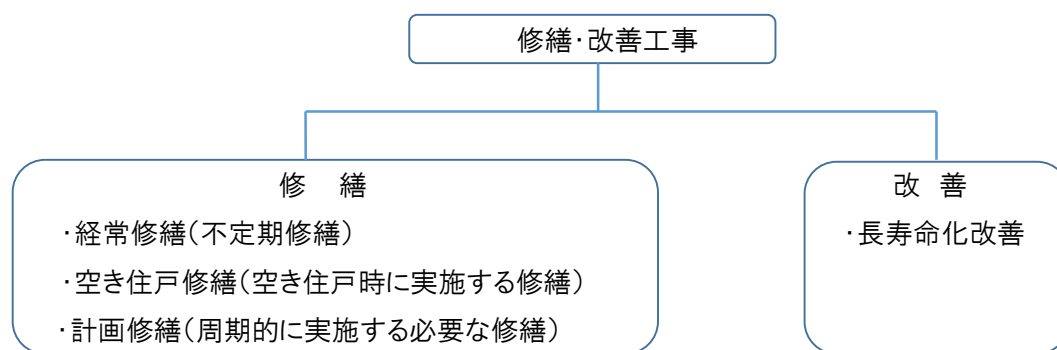 修繕・改善工事
修　繕
・経常修繕(不定期修繕)
・空き住戸修繕(空き住戸時に実施する修繕)
・計画修繕(周期的に実施する必要な修繕)
改　善
・長寿命化改善